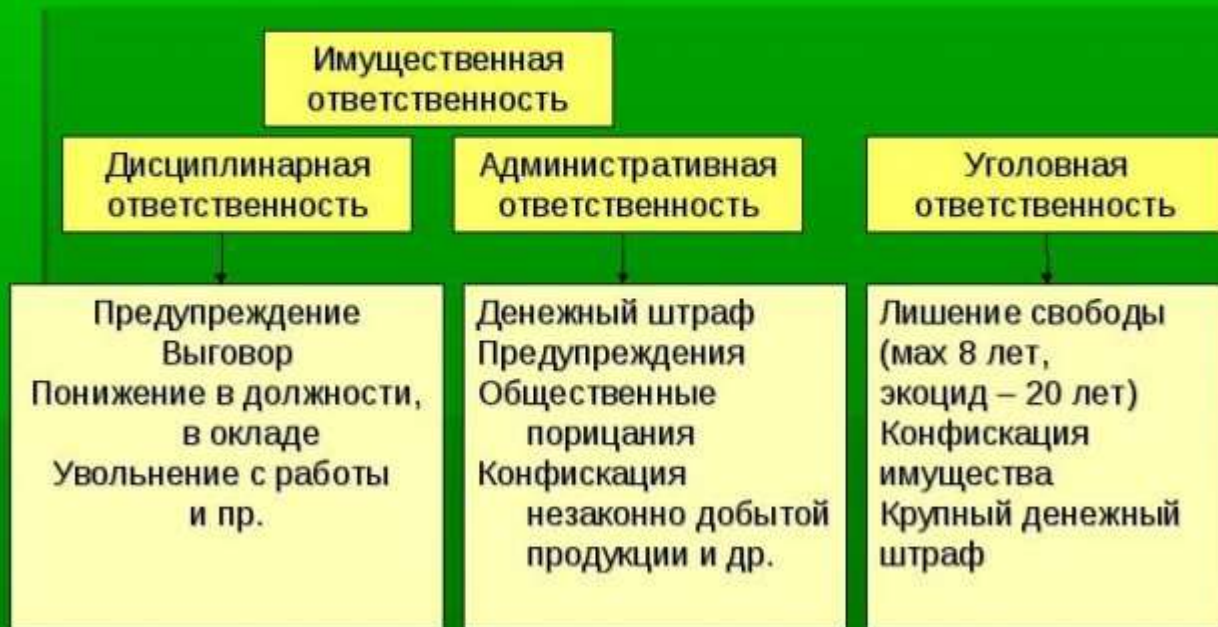 Имущественная
ответственность
Дисциплинарная
ответственность
Административная
ответственность
Уголовная
ответственность
Предупреждение
Выговор
Понижение в должности,
в окладе
Увольнение с работы
и пр.
Денежный штраф
Предупреждения
Общественные
порицания
Конфискация
незаконно добытой
продукции и др.
Лишение свободы
(мах 8 лет,
экоцид – 20 лет)
Конфискация
имущества
Крупный денежный
штраф